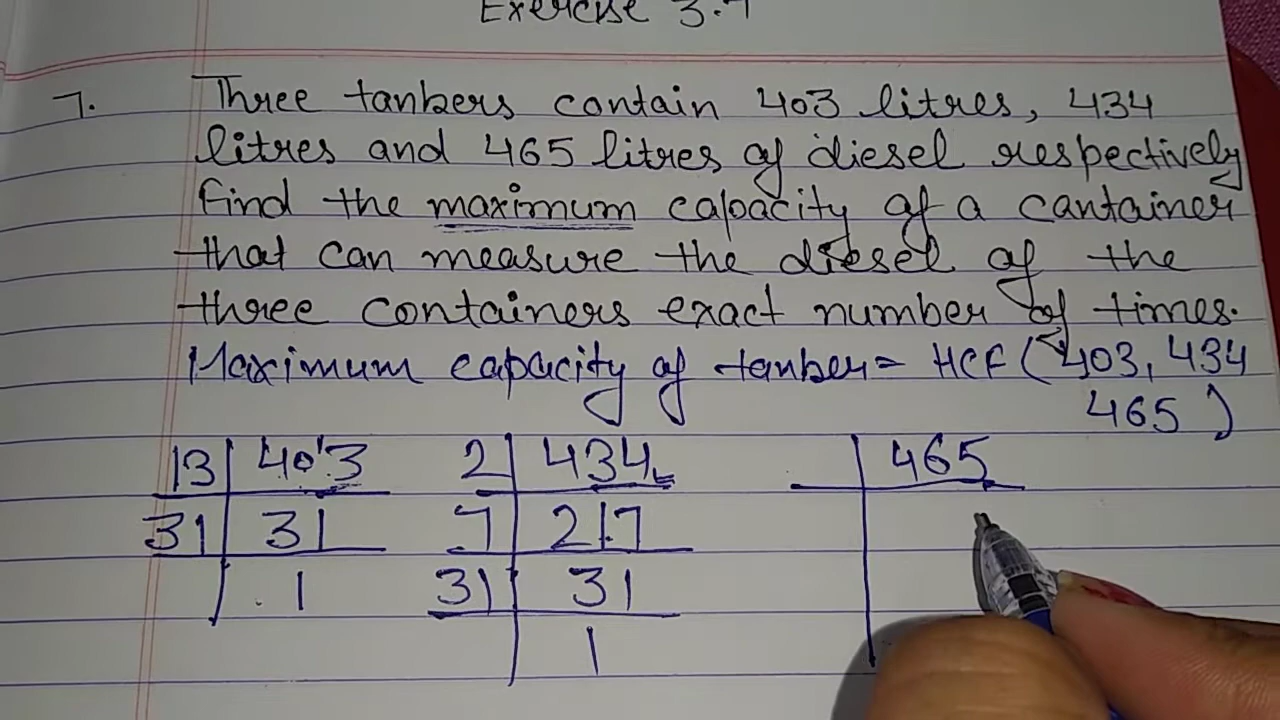 Exercise 3.7
7. Three tankers contain 403 litres, 434
litres and 465 litres of diesel respectively
find the maximum capacity of a cantainer
that can measure the diesel of the
three containers exact number of times.
Maximum capacity of tanker = HCF (403, 434
465)
13 403 2 434 465
31 31 7 217
1 31 31
1